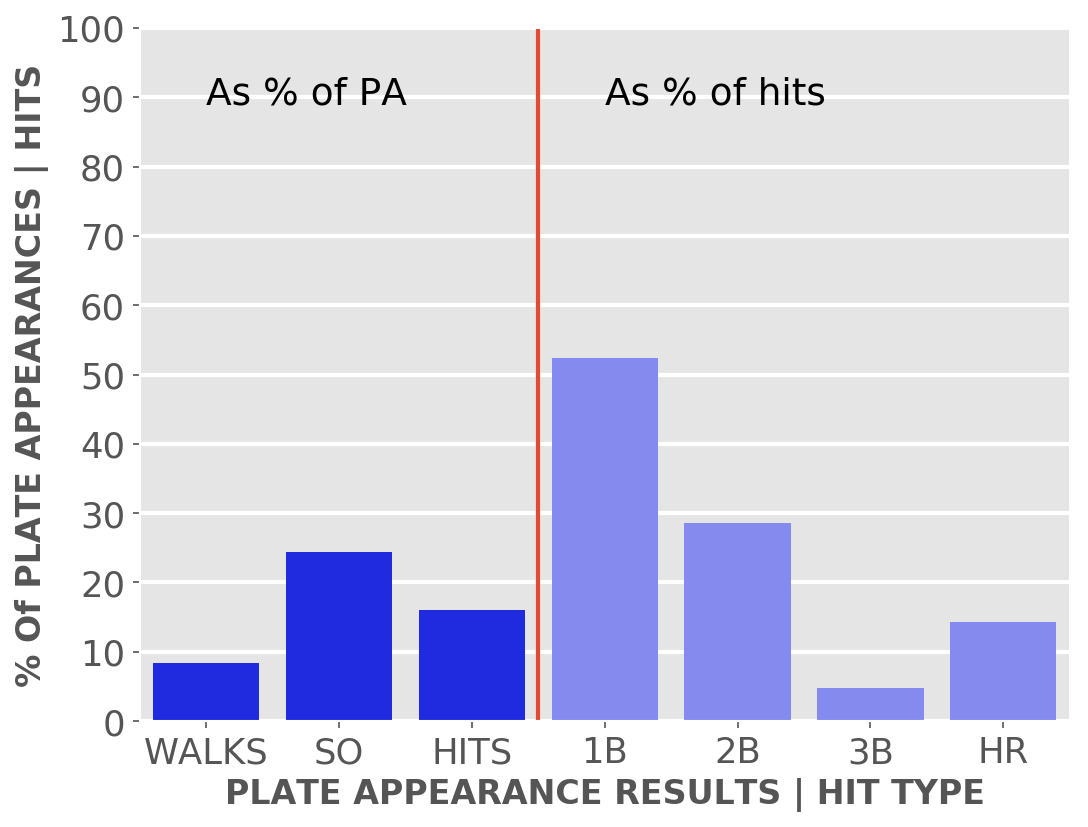 % Of PLATE APPEARANCES | HITS
100
90
80
70
60
50
40
30
20
10
0
As % of PA
As % of hits
WALKS SO HITS 1B 2B 3B HR
PLATE APPEARANCE RESULTS | HIT TYPE